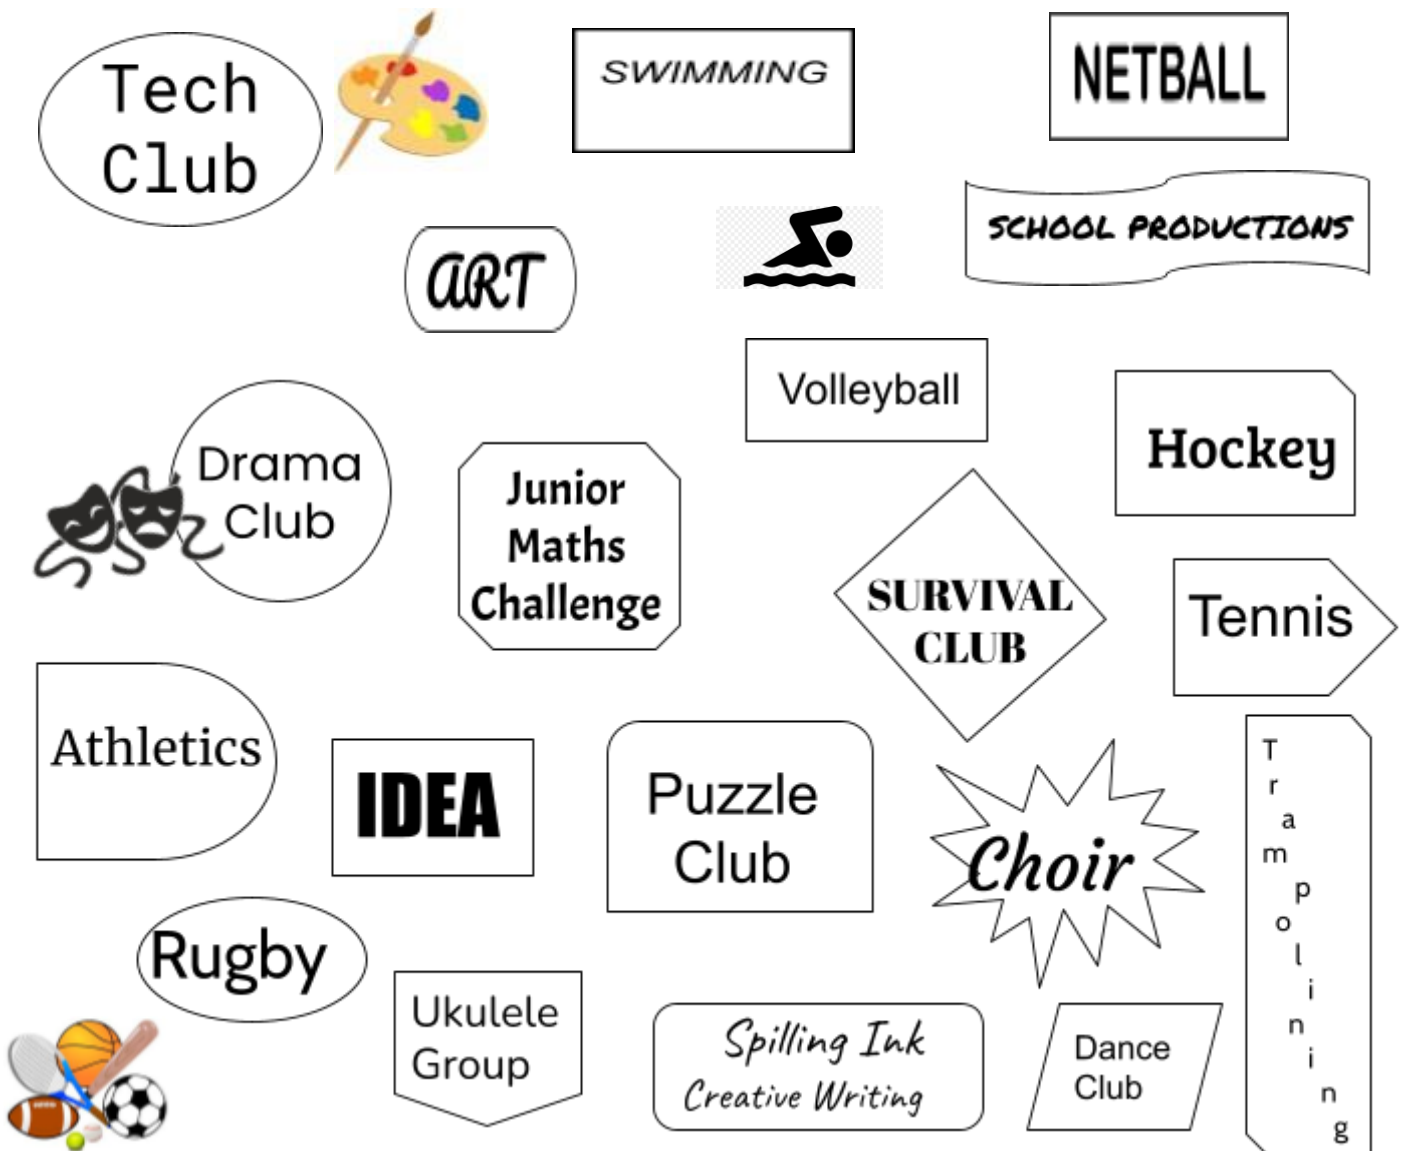 Tech
Club
SWIMMING
NETBALL
SCHOOL PRODUCTIONS
ART
Volleyball
Hockey
Drama
Club
Junior
Maths
Challenge
SURVIVAL
CLUB
Tennis
Athletics
IDEA
Puzzle
Club
Choir
Trampolining
Rugby
Ukulele
Group
Spilling Ink
Creative Writing
Dance
Club